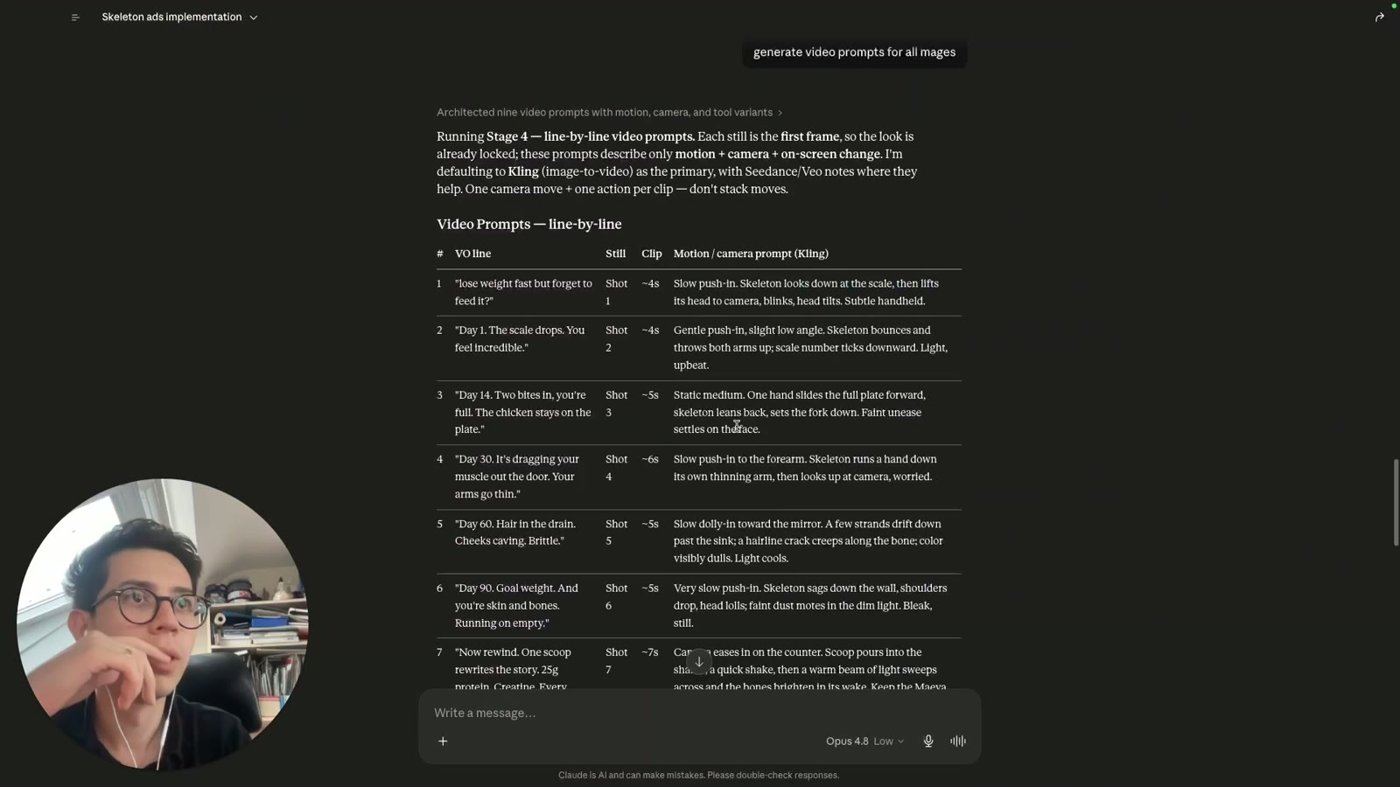 Skeleton ads implementation
generate video prompts for all mages
Architected nine video prompts with motion, camera, and tool variants
Running Stage 4 — line-by-line video prompts. Each still is the first frame, so the look is
already locked; these prompts describe only motion + camera + on-screen change. I'm
defaulting to Kling (image-to-video) as the primary, with Seedance/Veo notes where they
help. One camera move + one action per clip — don't stack moves.
Video Prompts — line-by-line
# VO line Still Clip Motion / camera prompt (Kling)
1 "lose weight fast but forget to Shot ~4s Slow push-in. Skeleton looks down at the scale, then lifts
feed it?" 1 its head to camera, blinks, head tilts. Subtle handheld.
2 "Day 1. The scale drops. You Shot ~4s Gentle push-in, slight low angle. Skeleton bounces and
feel incredible." 2 throws both arms up; scale number ticks downward. Light,
upbeat.
3 "Day 14. Two bites in, you're Shot ~5s Static medium. One hand slides the full plate forward,
full. The chicken stays on the 3 skeleton leans back, sets the fork down. Faint unease
plate." settles on the face.
4 "Day 30. It's dragging your Shot ~6s Slow push-in to the forearm. Skeleton runs a hand down
muscle out the door. Your 4 its own thinning arm, then looks up at camera, worried.
arms go thin."
5 "Day 60. Hair in the drain. Shot ~5s Slow dolly-in toward the mirror. A few strands drift down
Cheeks caving. Brittle." 5 past the sink; a hairline crack creeps along the bone; color
visibly dulls. Light cools.
6 "Day 90. Goal weight. And Shot ~5s Very slow push-in. Skeleton sags down the wall, shoulders
you're skin and bones. 6 drop, head lolls; faint dust motes in the dim light. Bleak,
Running on empty." still.
7 "Now rewind. One scoop Shot ~7s eases in on the counter. Scoop pours into the
rewrites the story. 25g 7 a quick shake, then a warm beam of light sweeps
protein. Creatine. Every across and the bones brighten in its wake. Keep the Maeva
Write a message…
Opus 4.8 Low
Claude is AI and can make mistakes. Please double-check responses.